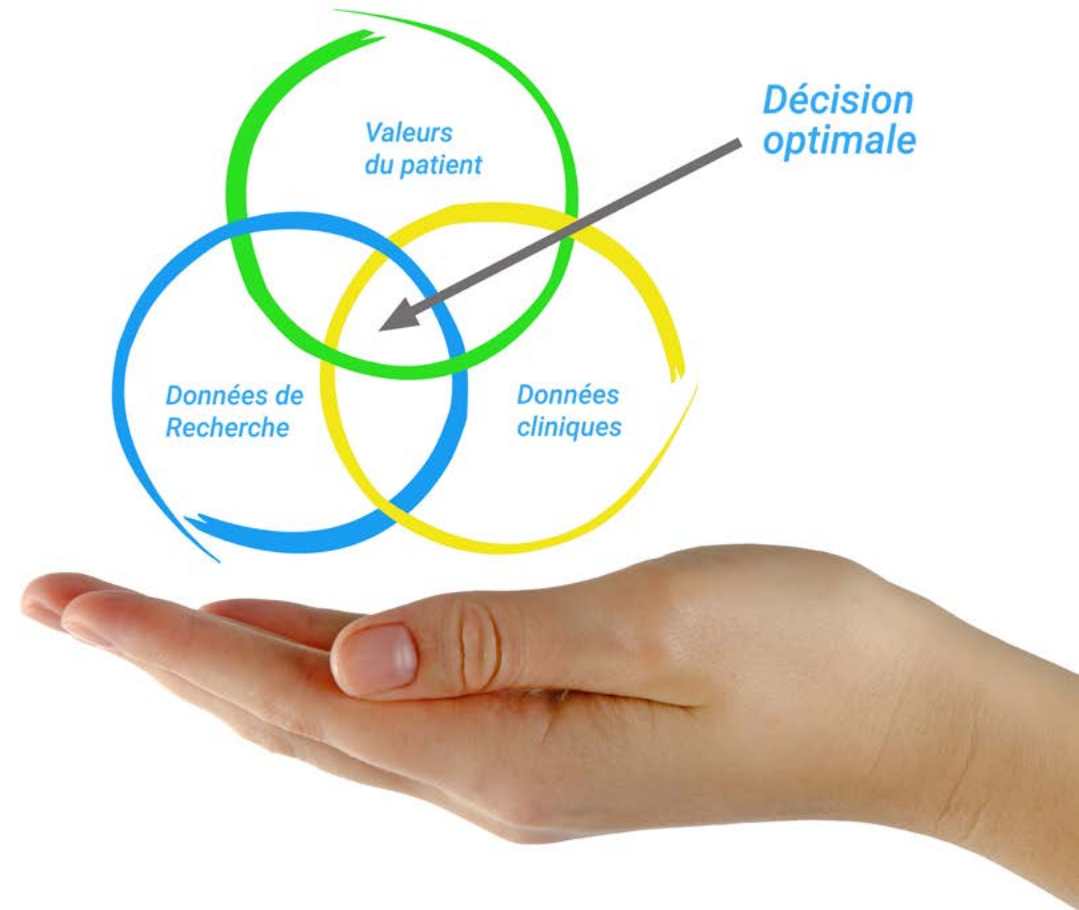 Valeurs
du patient
Décision
optimale
Données de
Recherche
Données
cliniques